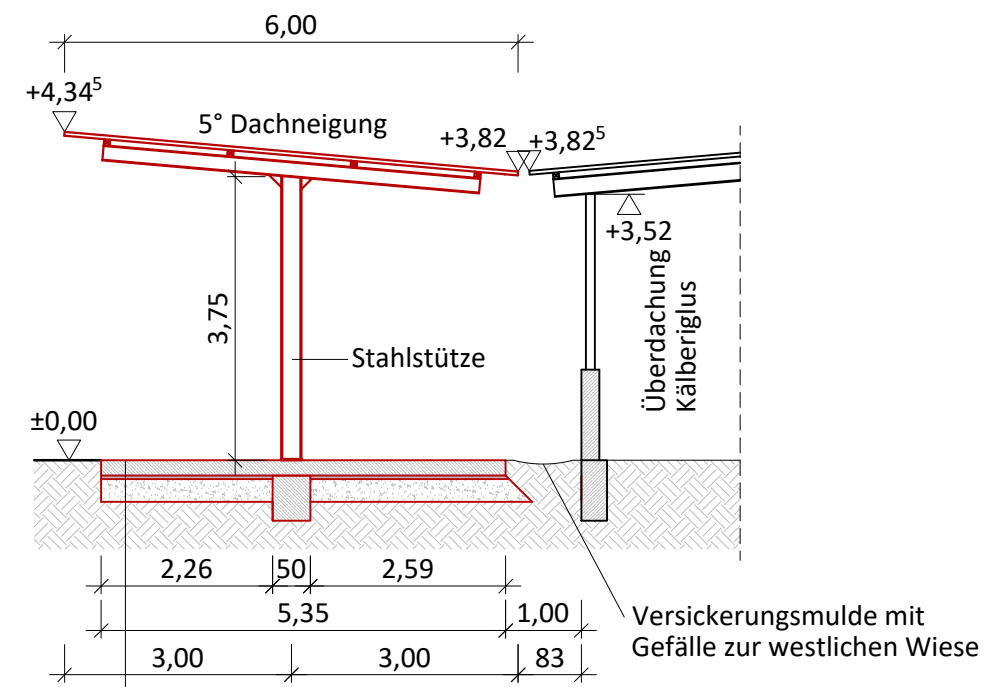 6,00
+4,34⁵
5° Dachneigung
+3,82
+3,82⁵
+3,52
Überdachung
Kälberiglus
3,75
Stahlstütze
±0,00
2,26
50
2,59
5,35
1,00
3,00
3,00
83
Versickerungsmulde mit
Gefälle zur westlichen Wiese